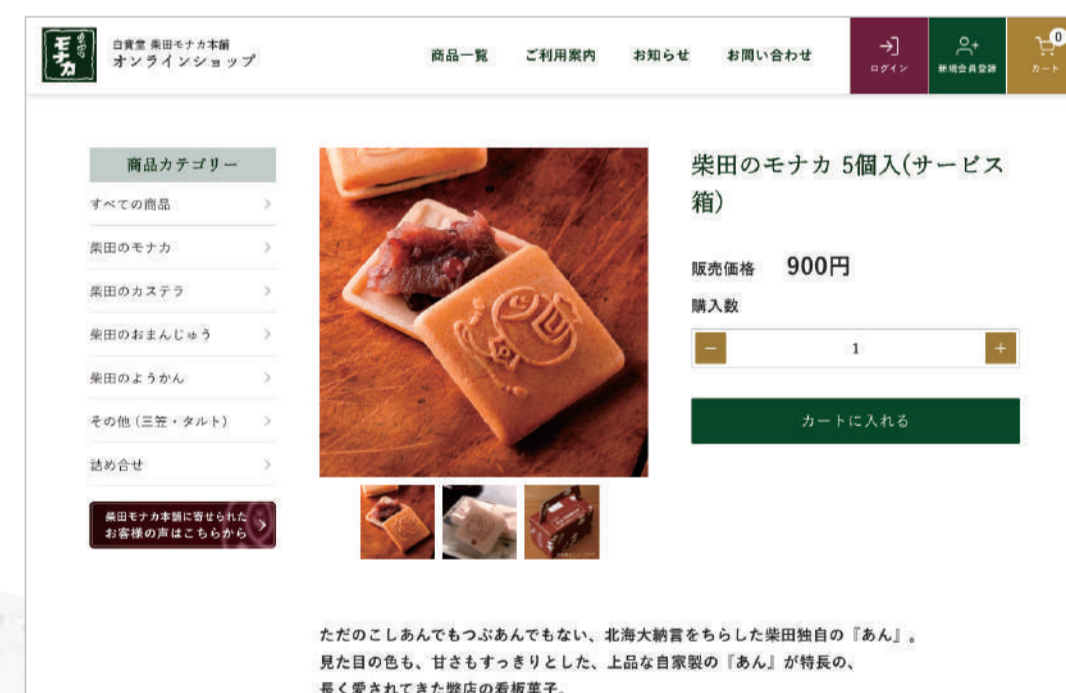 柴田の
モナカ
白寳堂 柴田モナカ本舗
オンラインショップ
商品一覧
ご利用案内
お知らせ
お問い合わせ
ログイン
新規会員登録
0
カート
商品カテゴリー
すべての商品
柴田のモナカ
柴田のカステラ
柴田のおまんじゅう
柴田のようかん
その他(三笠・タルト)
詰め合せ
柴田モナカ本舗に寄せられた
お客様の声はこちらから
柴田のモナカ 5個入(サービス
箱)
販売価格 900円
購入数
− 1 +
カートに入れる
ただのこしあんでもつぶあんでもない、北海大納言をちらした柴田独自の『あん』。
見た目の色も、甘さもすっきりとした、上品な自家製の『あん』が特長の、
長く愛されてきた弊店の看板菓子。